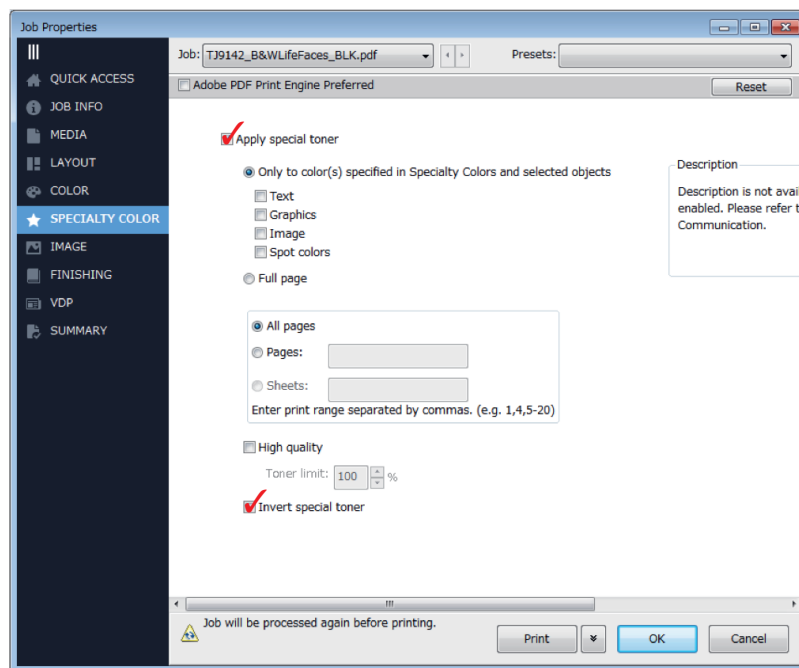 Job Properties
Job: TJ9142_B&WLifeFaces_BLK.pdf Presets:
QUICK ACCESS
Adobe PDF Print Engine Preferred Reset
JOB INFO
MEDIA
LAYOUT
COLOR
SPECIALTY COLOR
IMAGE
FINISHING
VDP
SUMMARY
Apply special toner
Only to color(s) specified in Specialty Colors and selected objects
Text
Graphics
Image
Spot colors
Full page
All pages
Pages:
Sheets:
Enter print range separated by commas. (e.g. 1,4,5-20)
High quality
Toner limit: 100 %
Invert special toner
Description
Description is not avai
enabled. Please refer t
Communication.
Job will be processed again before printing.
Print OK Cancel